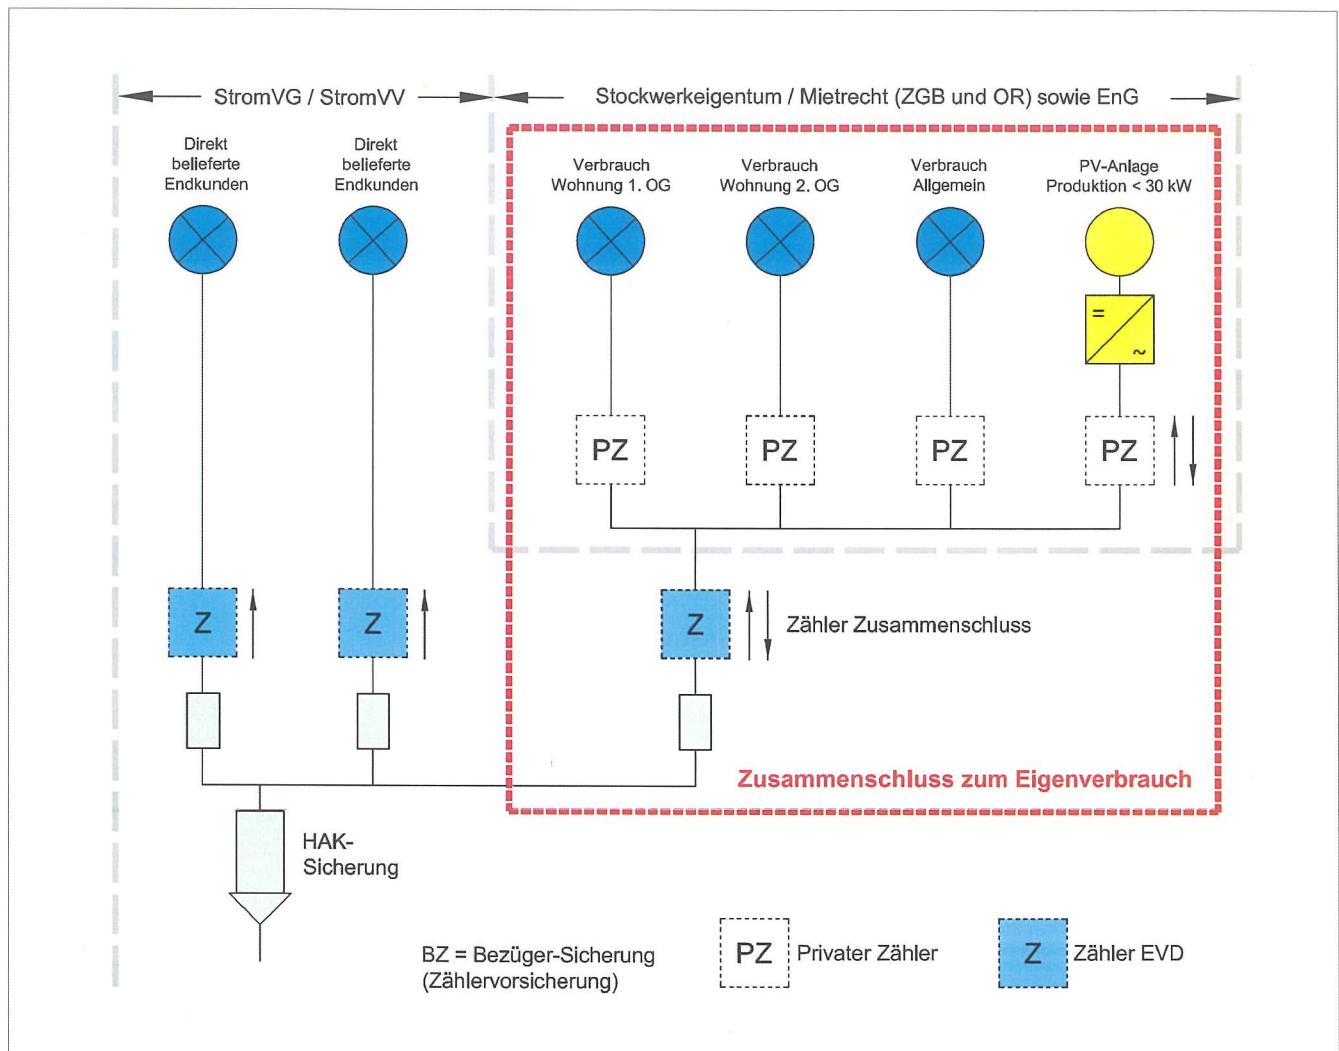 StromVG / StromVV
Stockwerkeigentum / Mietrecht (ZGB und OR) sowie EnG
Direkt
belieferte
Endkunden
Direkt
belieferte
Endkunden
Verbrauch
Wohnung 1. OG
Verbrauch
Wohnung 2. OG
Verbrauch
Allgemein
PV-Anlage
Produktion < 30 kW
=
~
PZ
PZ
PZ
PZ
Z
Z
Z
Zähler Zusammenschluss
Zusammenschluss zum Eigenverbrauch
HAK-
Sicherung
BZ = Bezüger-Sicherung
(Zählervorsicherung)
PZ
Privater Zähler
Z
Zähler EVD